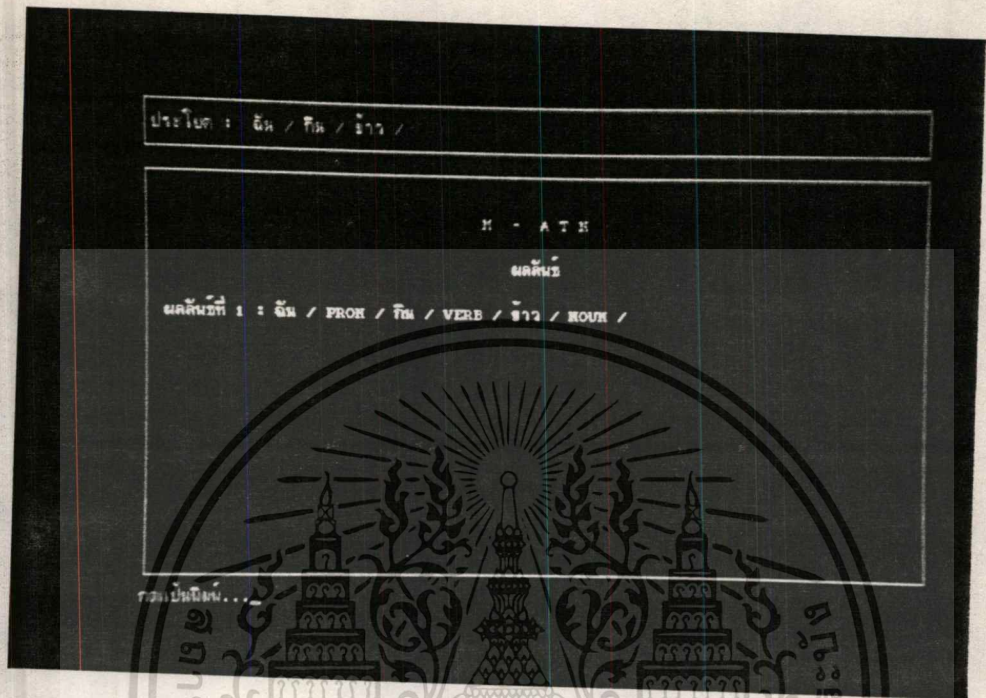 ประโยค : ฉัน / กิน / ข้าว /
M - A T N
ผลลัพธ์
ผลลัพธ์ที่ 1 : ฉัน / PRON / กิน / VERB / ข้าว / NOUN /
กดแป้นพิมพ์..._